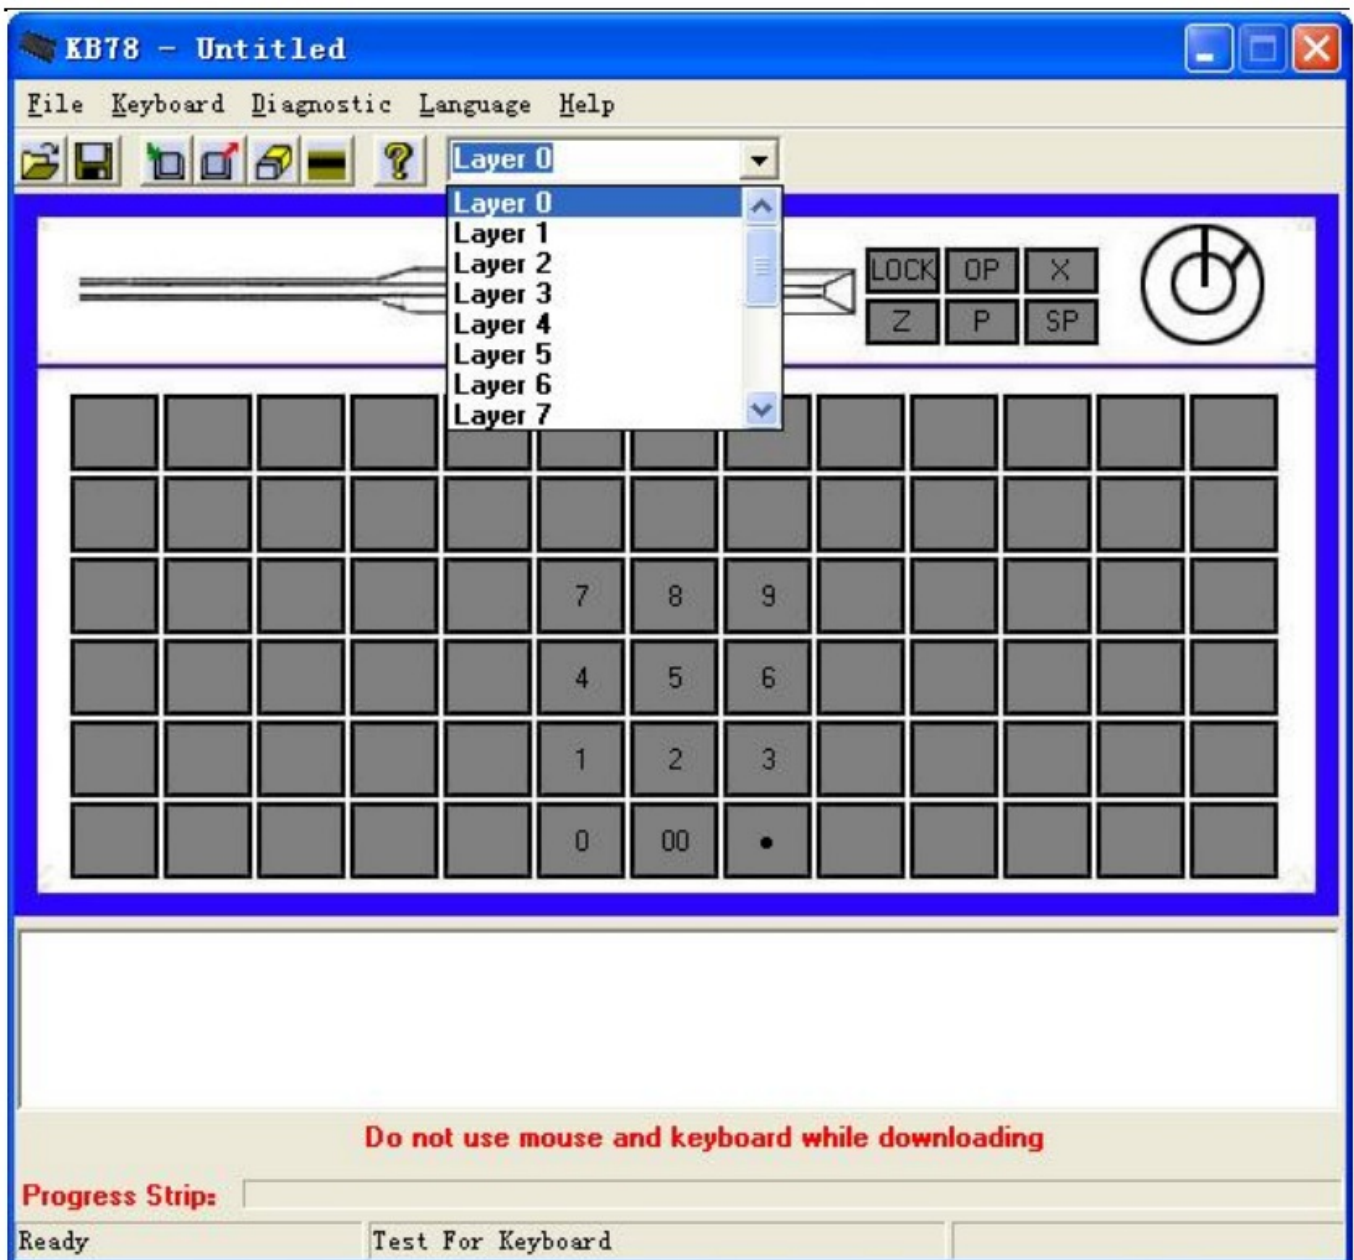 KB78 - Untitled
File Keyboard Diagnostic Language Help
Layer 0
Layer 0
Layer 1
Layer 2
Layer 3
Layer 4
Layer 5
Layer 6
Layer 7
LOCK OP X
Z P SP
7 8 9
4 5 6
1 2 3
0 00 •
Do not use mouse and keyboard while downloading
Progress Strip:
Ready Test For Keyboard